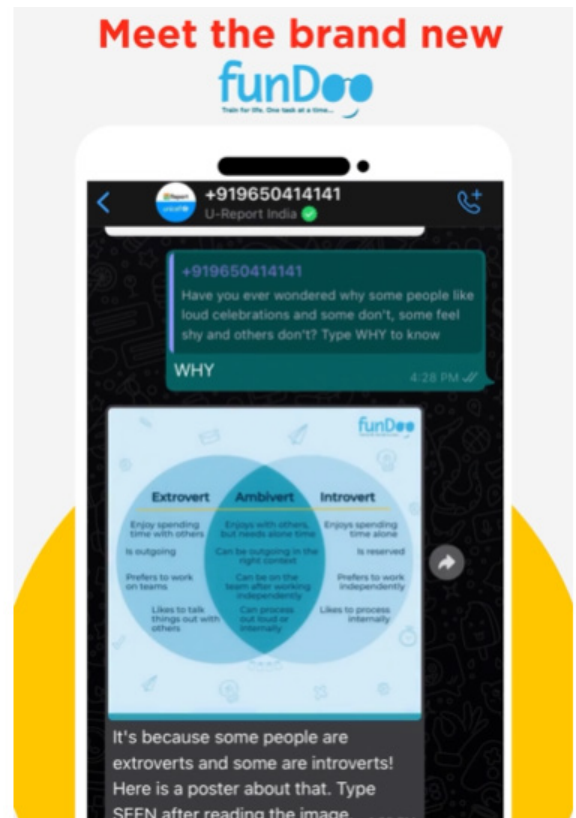 Meet the brand new
funDoo
Train for life. One task at a time...
+919650414141
U-Report India
+919650414141
Have you ever wondered why some people like
loud celebrations and some don't, some feel
shy and others don't? Type WHY to know
WHY
4:28 PM
funDoo
Extrovert
Enjoy spending
time with others
Is outgoing
Prefers to work
on teams
Likes to talk
things out with
others
Ambivert
Enjoys with others,
but needs alone time
Can be outgoing in the
right context
Can be on the
team after working
independently
Can process
out loud or
internally
Introvert
Enjoys spending
time alone
Is reserved
Prefers to work
independently
Likes to process
internally
It's because some people are
extroverts and some are introverts!
Here is a poster about that. Type
SEEN after reading the image